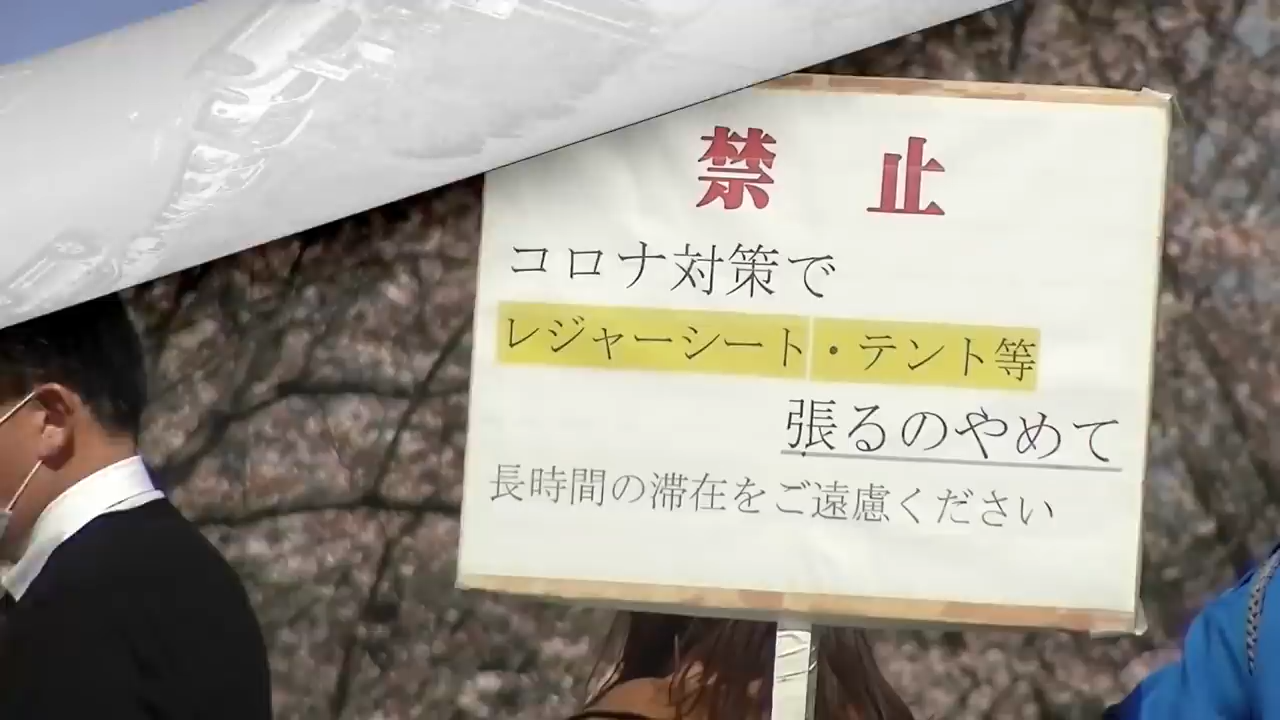 禁止
コロナ対策で
レジャーシート・テント等
張るのやめて
長時間の滞在をご遠慮ください